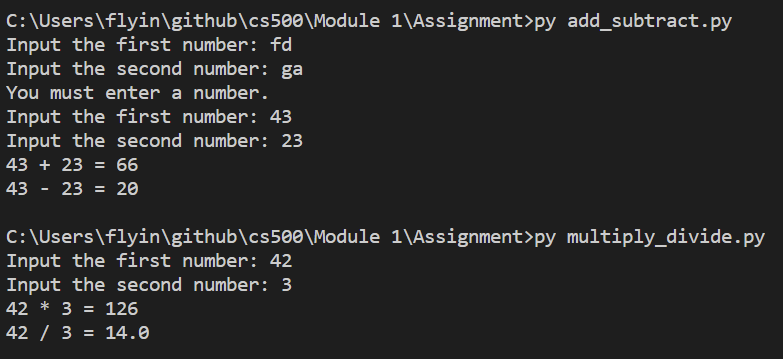 C:\Users\flyin\github\cs500\Module 1\Assignment>py add_subtract.py
Input the first number: fd
Input the second number: ga
You must enter a number.
Input the first number: 43
Input the second number: 23
43 + 23 = 66
43 - 23 = 20
C:\Users\flyin\github\cs500\Module 1\Assignment>py multiply_divide.py
Input the first number: 42
Input the second number: 3
42 * 3 = 126
42 / 3 = 14.0